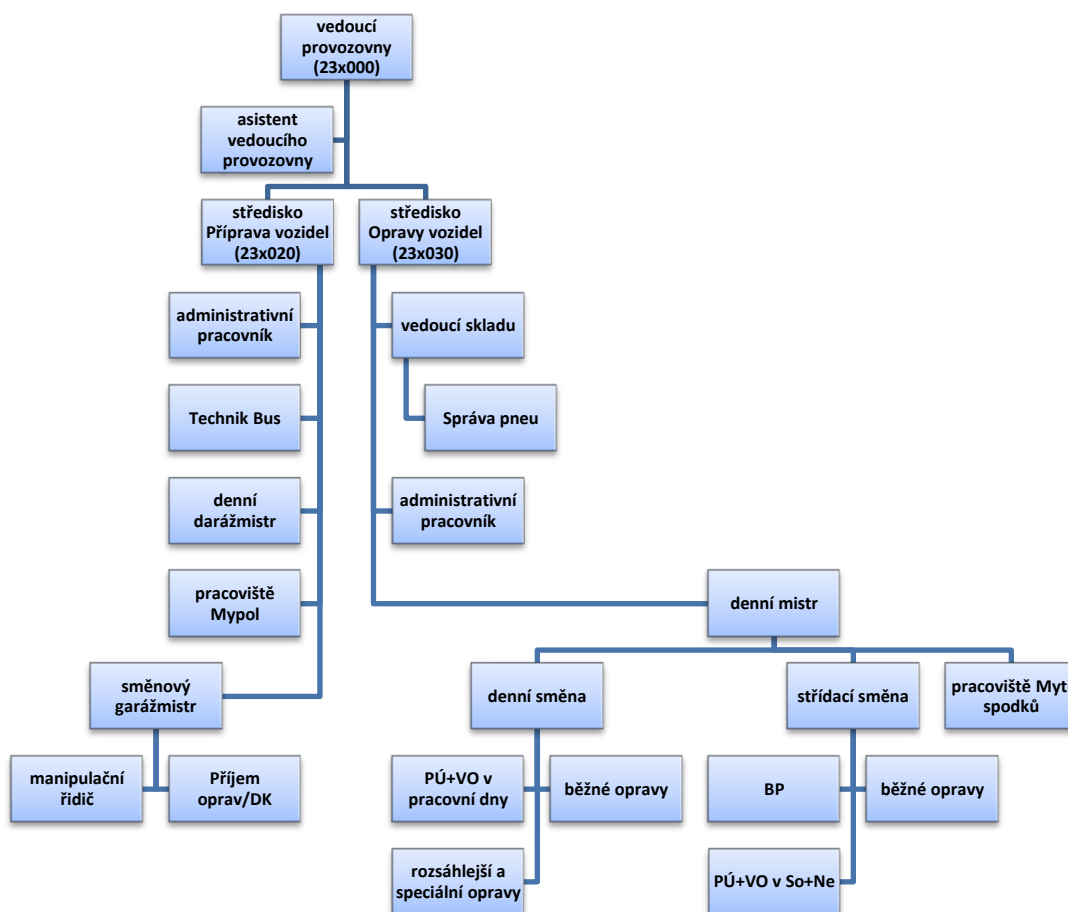 vedoucí
provozovny
(23x000)
asistent
vedoucího
provozovny
středisko
Příprava vozidel
(23x020)
středisko
Opravy vozidel
(23x030)
administrativní
pracovník
vedoucí skladu
Technik Bus
Správa pneu
denní
darážmistr
administrativní
pracovník
pracoviště
Mypol
denní mistr
směnový
garážmistr
denní směna
střídací směna
pracoviště Myt
spodků
manipulační
řidič
Příjem
oprav/DK
PÚ+VO v
pracovní dny
běžné opravy
BP
běžné opravy
rozsáhlejší a
speciální opravy
PÚ+VO v So+Ne